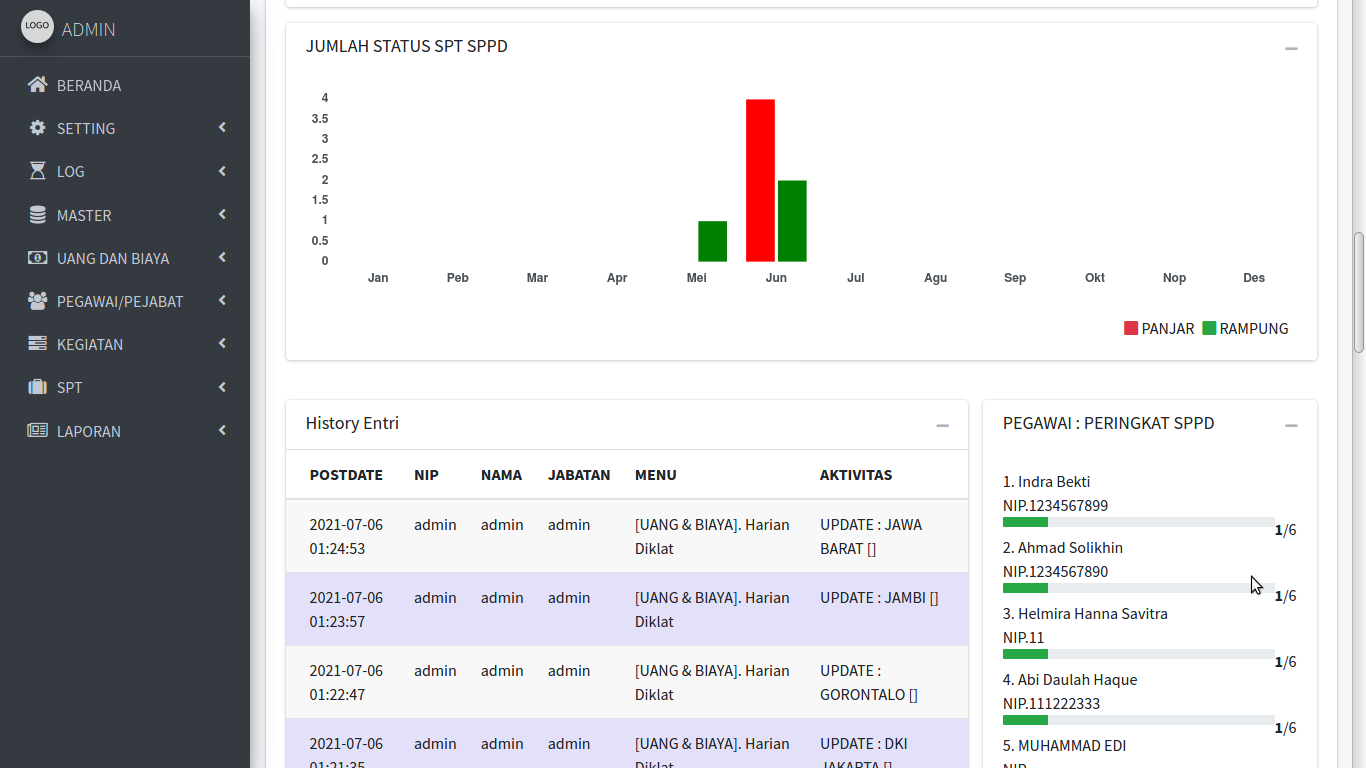 LOGO ADMIN
BERANDA
SETTING
LOG
MASTER
UANG DAN BIAYA
PEGAWAI/PEJABAT
KEGIATAN
SPT
LAPORAN
JUMLAH STATUS SPT SPPD
4
3.5
3
2.5
2
1.5
1
0.5
0
Jan Peb Mar Apr Mei Jun Jul Agu Sep Okt Nop Des
PANJAR RAMPUNG
History Entri
POSTDATE NIP NAMA JABATAN MENU AKTIVITAS
2021-07-06 admin admin admin [UANG & BIAYA]. Harian UPDATE : JAWA
01:24:53 Diklat BARAT []
2021-07-06 admin admin admin [UANG & BIAYA]. Harian UPDATE : JAMBI []
01:23:57 Diklat
2021-07-06 admin admin admin [UANG & BIAYA]. Harian UPDATE :
01:22:47 Diklat GORONTALO []
2021-07-06 admin admin admin [UANG & BIAYA]. Harian UPDATE : DKI
01:21:35 Diklat JAKARTA []
PEGAWAI : PERINGKAT SPPD
1. Indra Bekti
NIP.1234567899
1/6
2. Ahmad Solikhin
NIP.1234567890
1/6
3. Helmira Hanna Savitra
NIP.11
1/6
4. Abi Daulah Haque
NIP.111222333
1/6
5. MUHAMMAD EDI